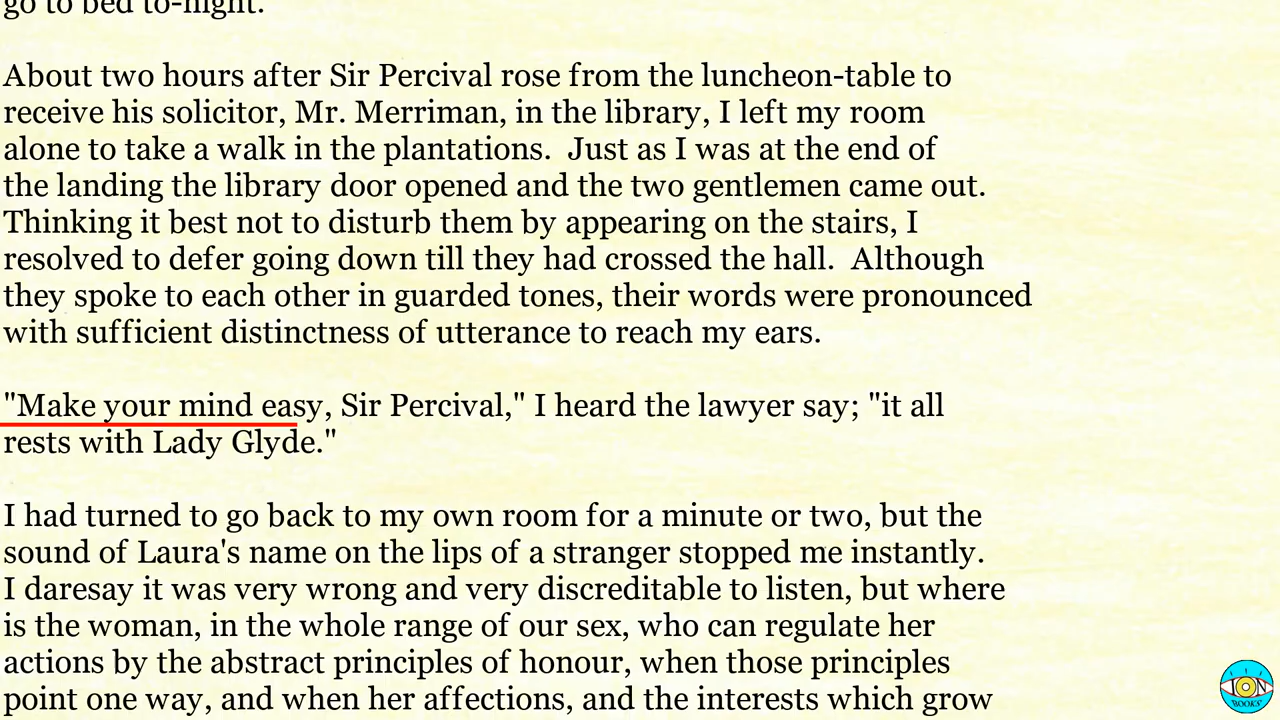 go to bed to-night.
About two hours after Sir Percival rose from the luncheon-table to
receive his solicitor, Mr. Merriman, in the library, I left my room
alone to take a walk in the plantations.  Just as I was at the end of
the landing the library door opened and the two gentlemen came out.
Thinking it best not to disturb them by appearing on the stairs, I
resolved to defer going down till they had crossed the hall.  Although
they spoke to each other in guarded tones, their words were pronounced
with sufficient distinctness of utterance to reach my ears.
"Make your mind easy, Sir Percival," I heard the lawyer say; "it all
rests with Lady Glyde."
I had turned to go back to my own room for a minute or two, but the
sound of Laura's name on the lips of a stranger stopped me instantly.
I daresay it was very wrong and very discreditable to listen, but where
is the woman, in the whole range of our sex, who can regulate her
actions by the abstract principles of honour, when those principles
point one way, and when her affections, and the interests which grow
I
ION
BOOKS